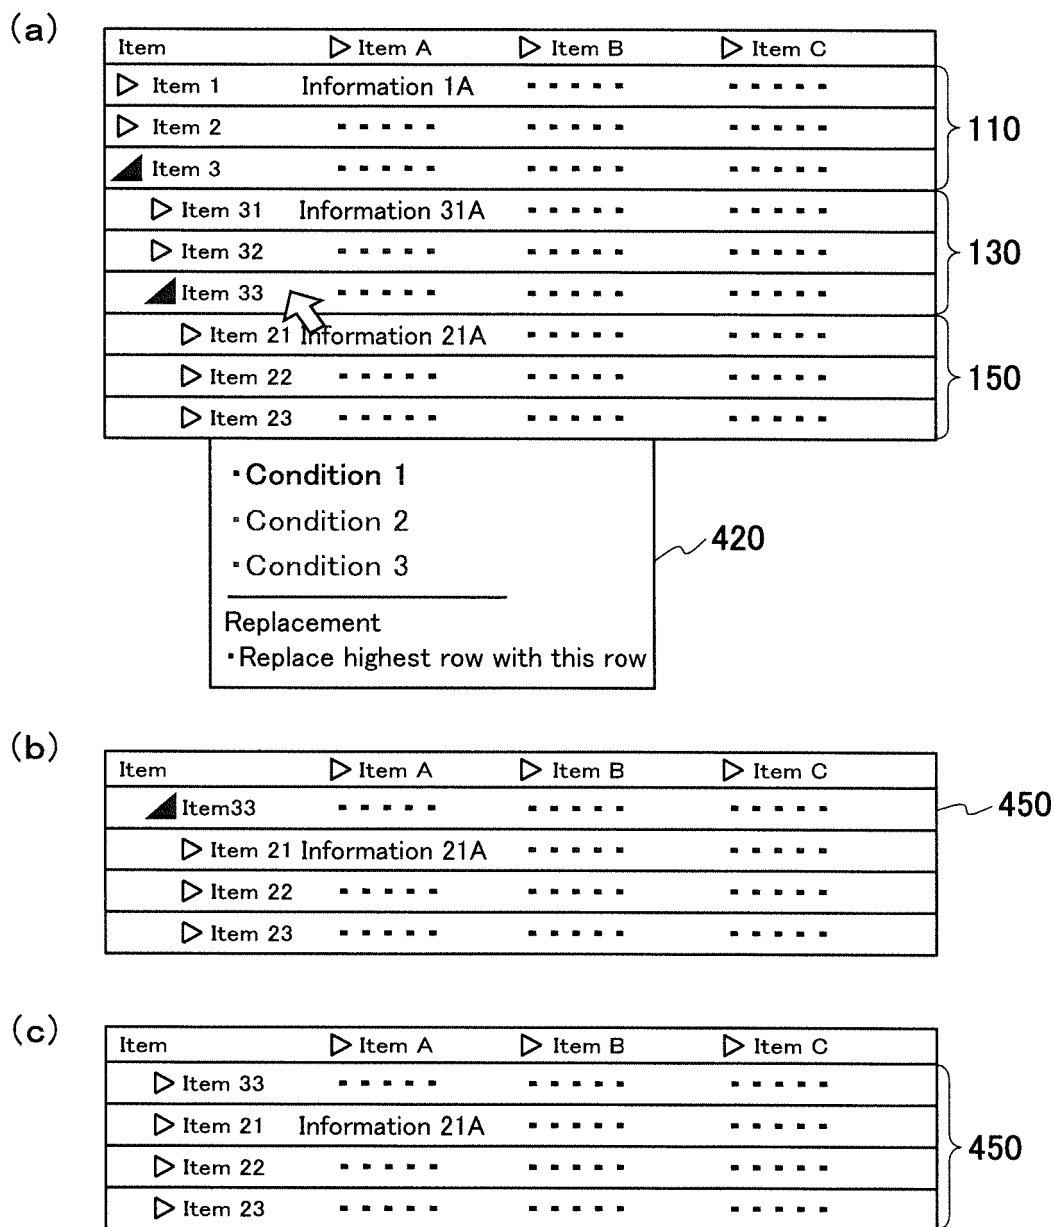 (a)
Item Item A Item B Item C
Item 1 Information 1A
Item 2
Item 3
110
Item 31 Information 31A
Item 32
Item 33
130
Item 21 Information 21A
Item 22
Item 23
150
・Condition 1
・Condition 2
・Condition 3
420
Replacement
・Replace highest row with this row
(b)
Item Item A Item B Item C
Item33
450
Item 21 Information 21A
Item 22
Item 23
(c)
Item Item A Item B Item C
Item 33
Item 21 Information 21A
Item 22
Item 23
450